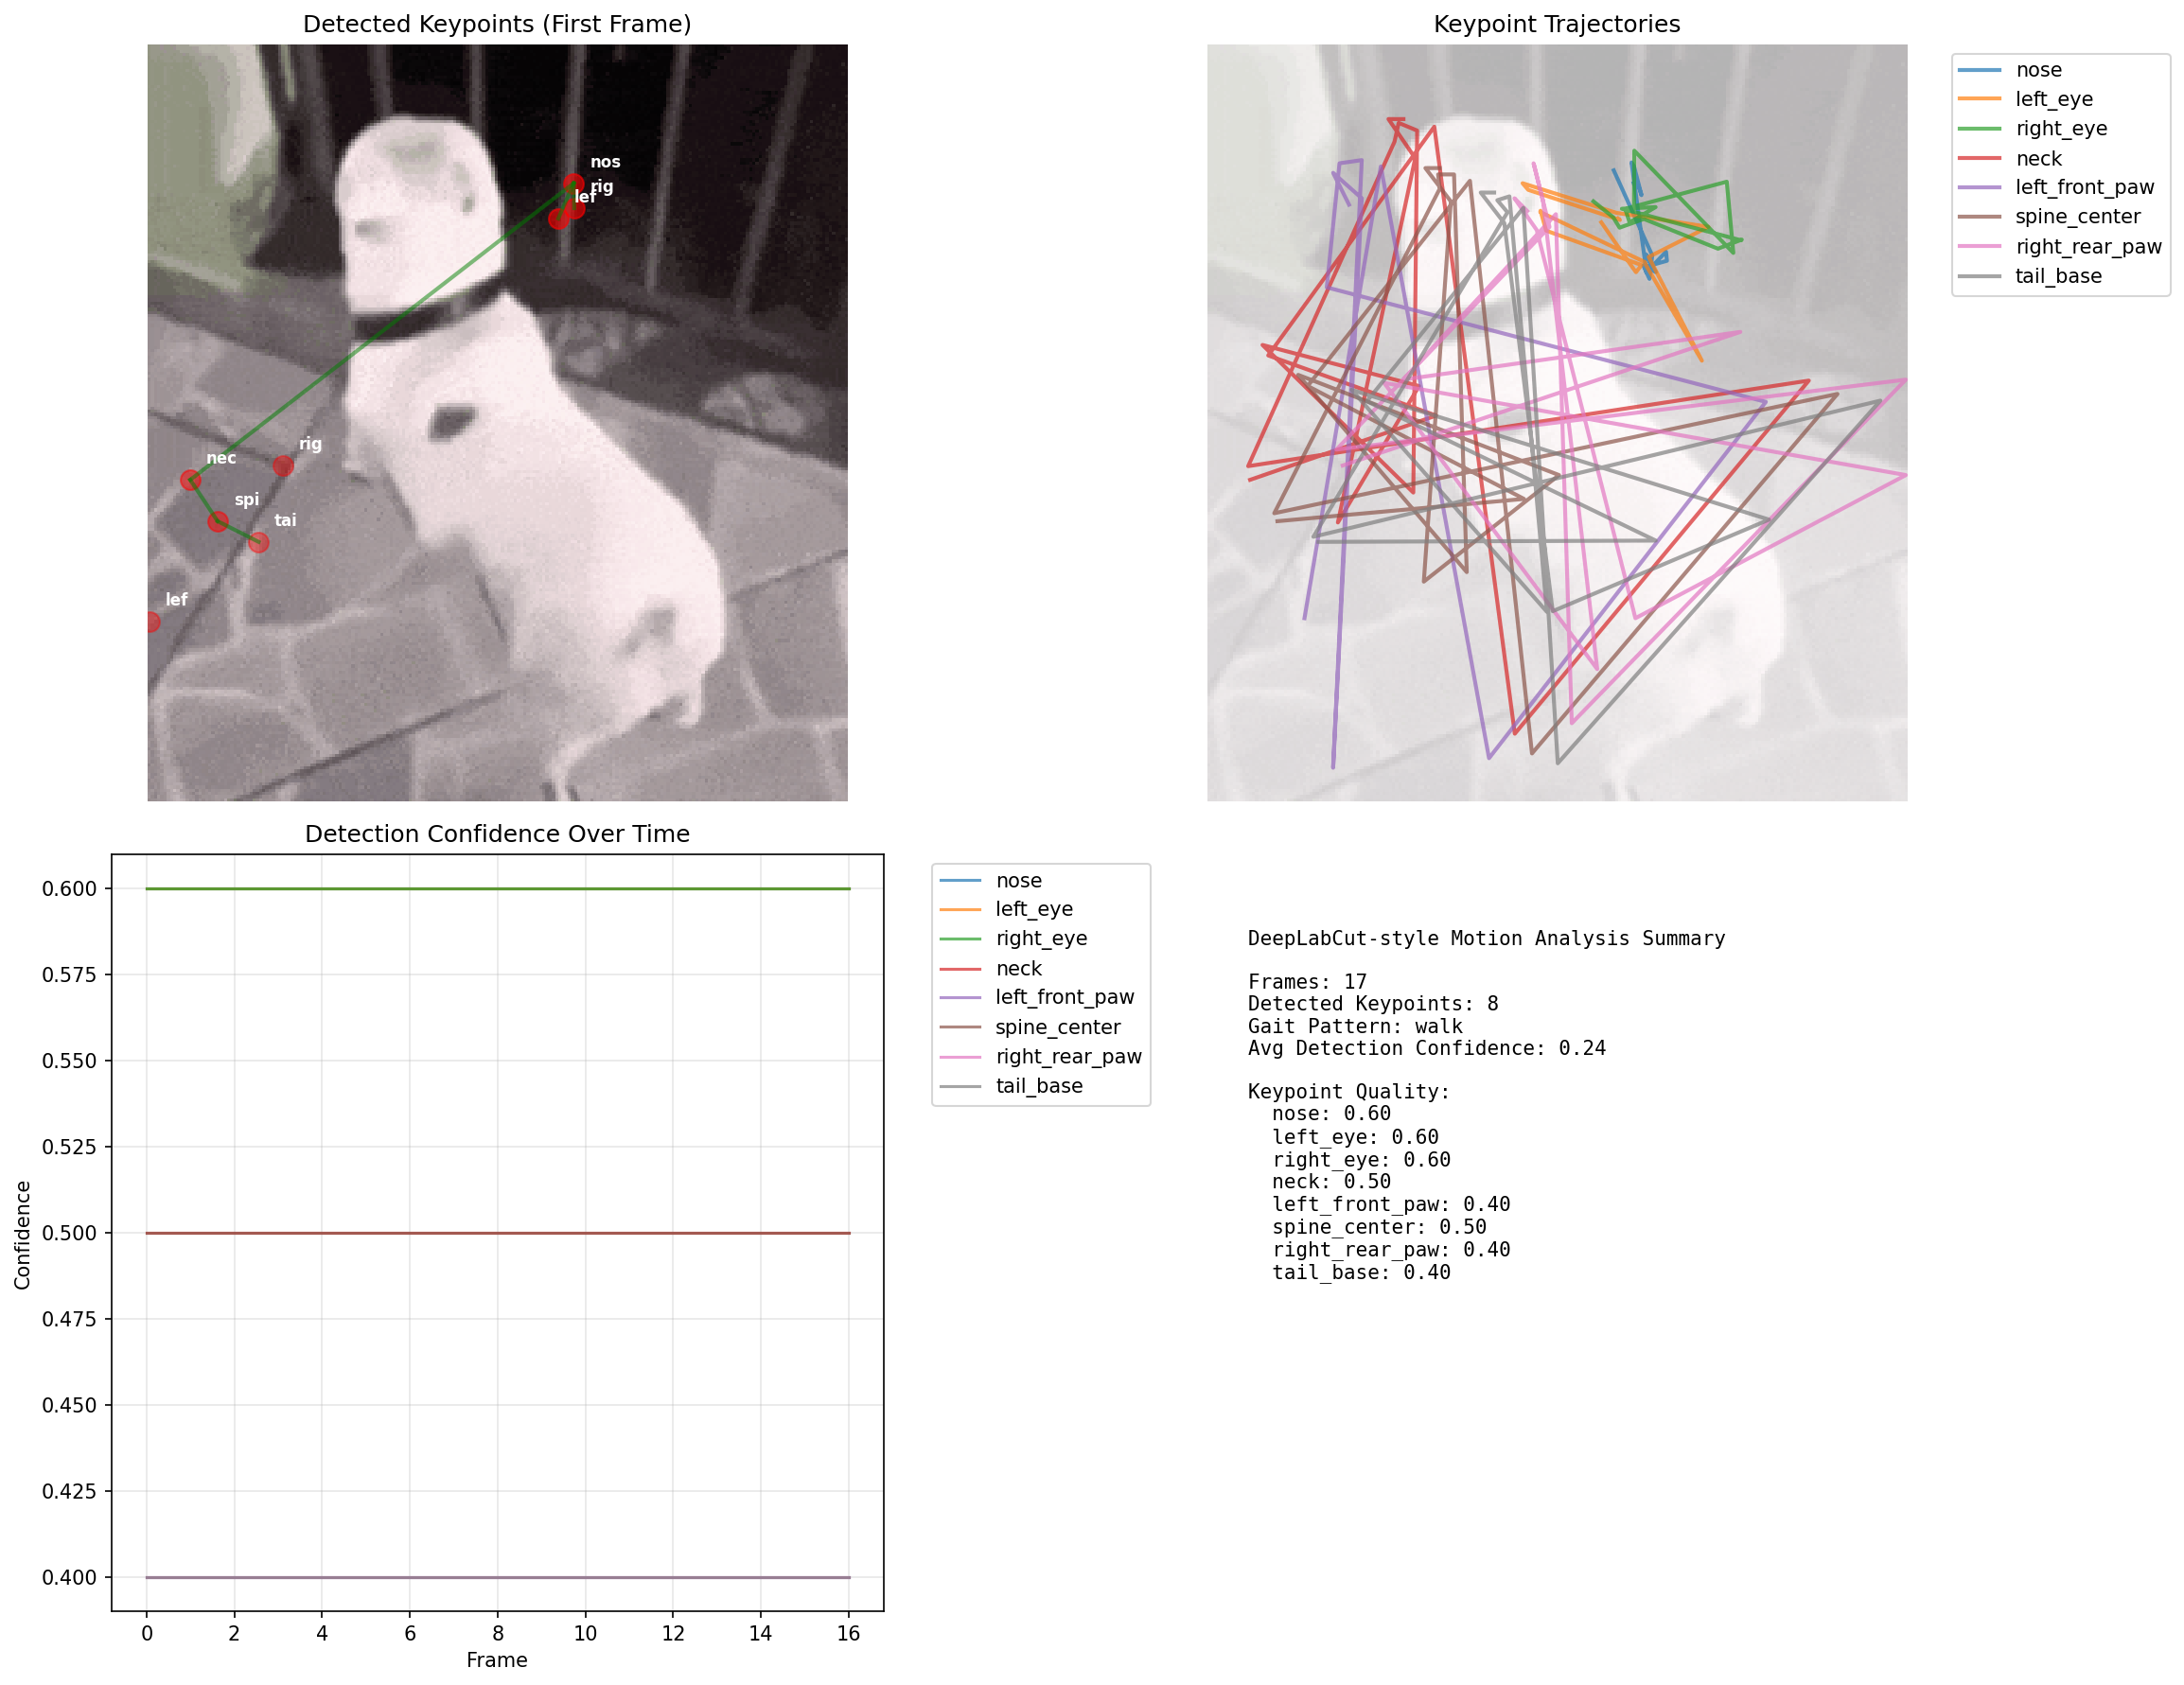 Detected Keypoints (First Frame)
nos
rig
lef
nec
rig
spi
tai
lef
Keypoint Trajectories
nose
left_eye
right_eye
neck
left_front_paw
spine_center
right_rear_paw
tail_base
Detection Confidence Over Time
0.600
0.575
0.550
0.525
0.500
0.475
0.450
0.425
0.400
Confidence
0 2 4 6 8 10 12 14 16
Frame
nose
left_eye
right_eye
neck
left_front_paw
spine_center
right_rear_paw
tail_base
DeepLabCut-style Motion Analysis Summary
Frames: 17
Detected Keypoints: 8
Gait Pattern: walk
Avg Detection Confidence: 0.24
Keypoint Quality:
nose: 0.60
left_eye: 0.60
right_eye: 0.60
neck: 0.50
left_front_paw: 0.40
spine_center: 0.50
right_rear_paw: 0.40
tail_base: 0.40